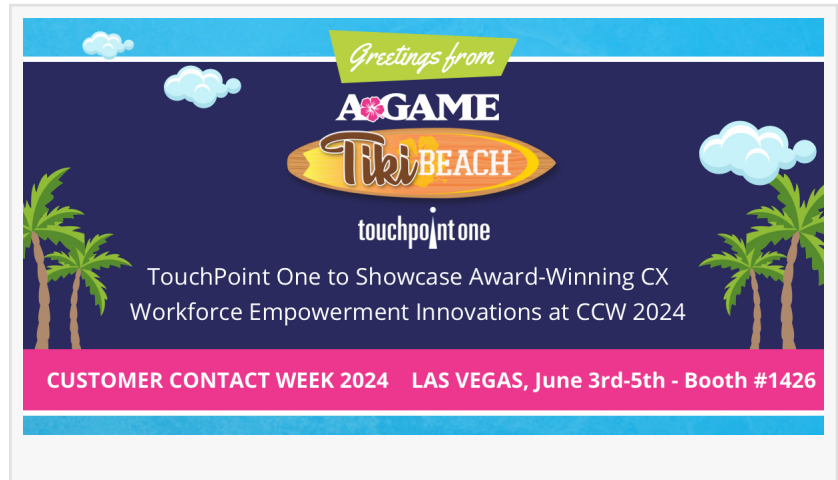 Greetings from
A GAME
Tiki BEACH
touchpoint one
TouchPoint One to Showcase Award-Winning CX
Workforce Empowerment Innovations at CCW 2024
CUSTOMER CONTACT WEEK 2024 LAS VEGAS, June 3rd-5th - Booth #1426